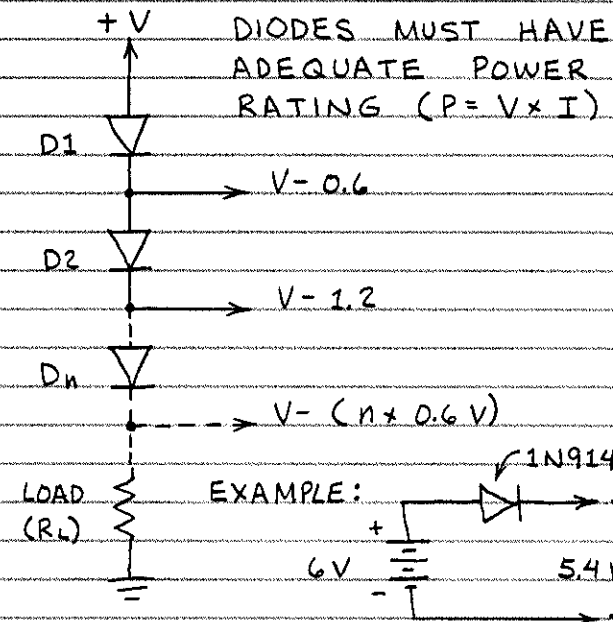 +V
DIODES MUST HAVE
ADEQUATE POWER
RATING (P = V x I)
D1
V - 0.6
D2
V - 1.2
Dn
V - (n x 0.6 V)
1N914
LOAD
(RL)
EXAMPLE:
+
6V
-
5.4 V